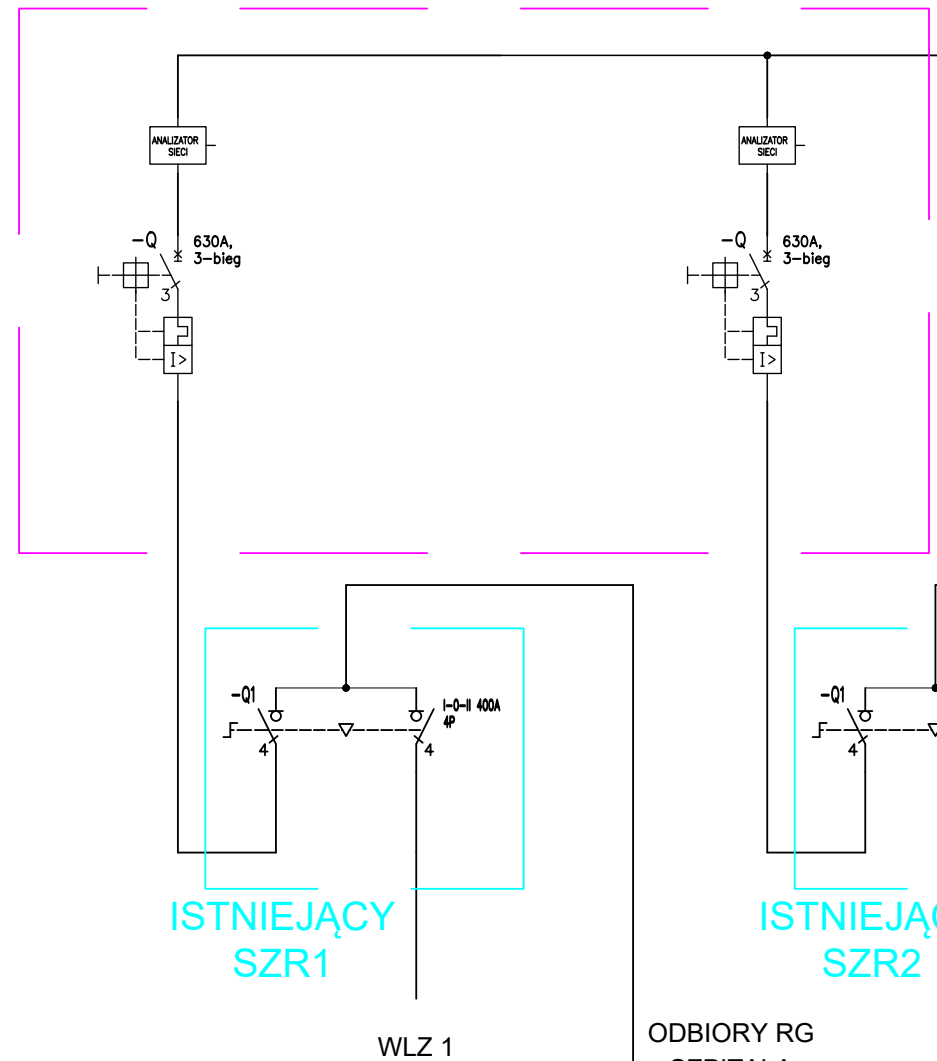 ANALIZATOR
SIECI
ANALIZATOR
SIECI
-Q
630A,
3-bieg
3
I>
-Q
630A,
3-bieg
3
I>
-Q1
I-0-II 400A
4P
4
4
-Q1
4
ISTNIEJĄCY
SZR1
ISTNIEJĄ
SZR2
WLZ 1
ODBIORY RG